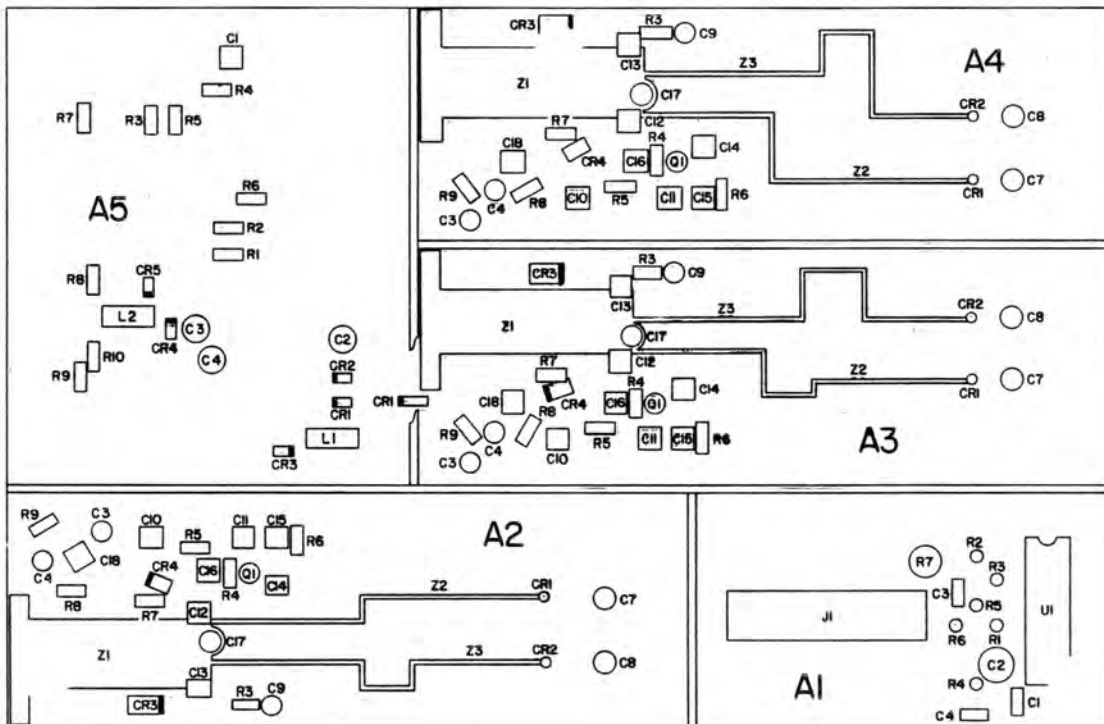 C1
R4
R7
R3
R5
R6
A5
R2
R1
R8
CR5
L2
C3
CR4
C4
R10
R9
C2
CR2
CR1
CR1
L1
CR3
CR3
R3
C9
C13
Z1
Z3
A4
C17
CR2
C8
C12
R7
R4
C14
C18
CR4
C16
Q1
R9
C4
R8
C10
R5
C11
C15
R6
Z2
CR1
C7
C3
CR3
R3
C9
C13
Z1
Z3
CR2
C8
C17
C12
R7
Z2
CR1
C7
C18
CR4
R4
C16
Q1
C14
R9
C4
R8
C10
R5
C11
C15
R6
A3
C3
R9
C3
C10
R5
C11
C15
R6
A2
C4
C18
CR4
C16
R4
Q1
C14
R8
R7
C12
Z2
CR1
C7
Z1
C17
C13
Z3
CR2
C8
CR3
R3
C9
R7
R2
R3
C3
R5
U1
J1
R6
R1
C2
R4
A1
C4
C1